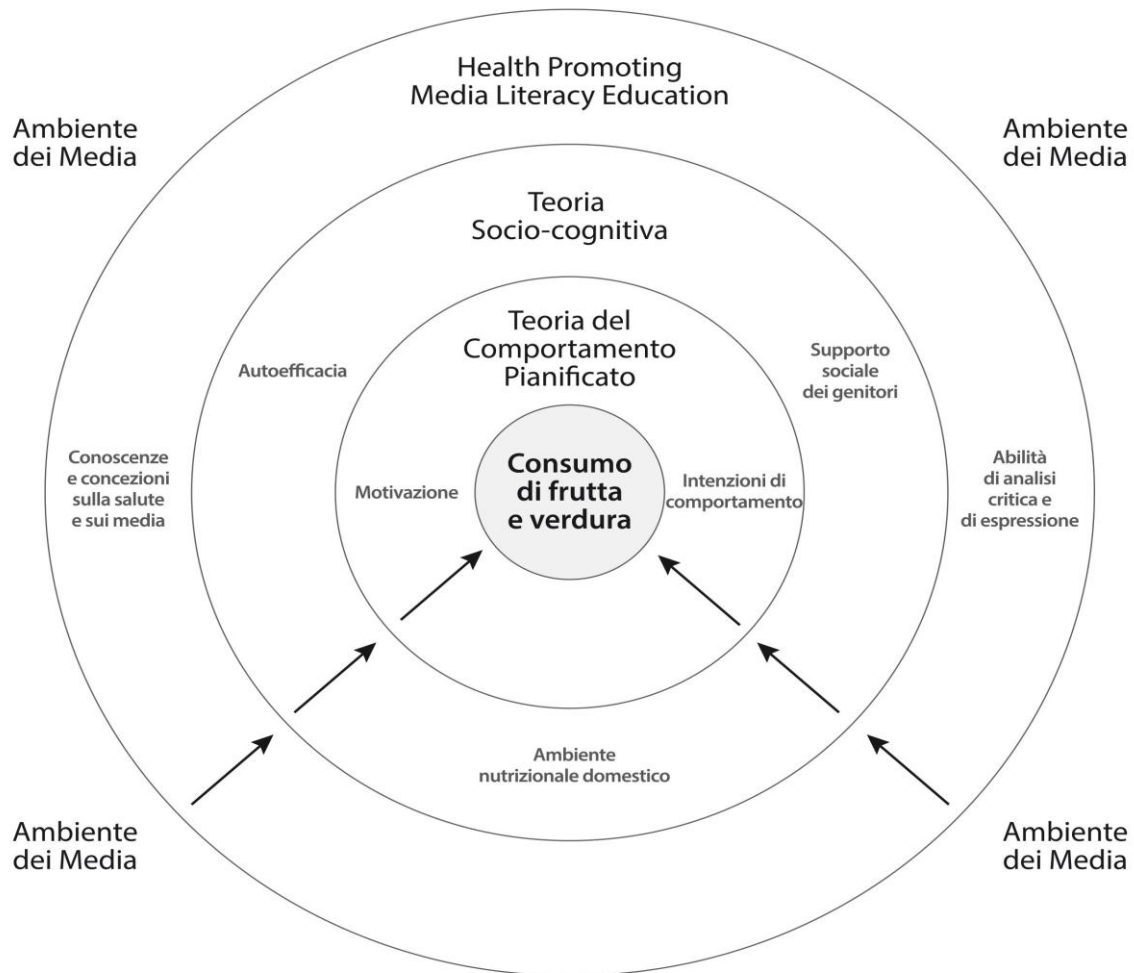 Health Promoting
Media Literacy Education
Ambiente
dei Media
Ambiente
dei Media
Teoria
Socio-cognitiva
Teoria del
Comportamento
Pianificato
Autoefficacia
Supporto
sociale
dei genitori
Conoscenze
e concezioni
sulla salute
e sui media
Motivazione
Consumo
di frutta
e verdura
Intenzioni di
comportamento
Abilità
di analisi
critica e
di espressione
Ambiente
nutrizionale domestico
Ambiente
dei Media
Ambiente
dei Media